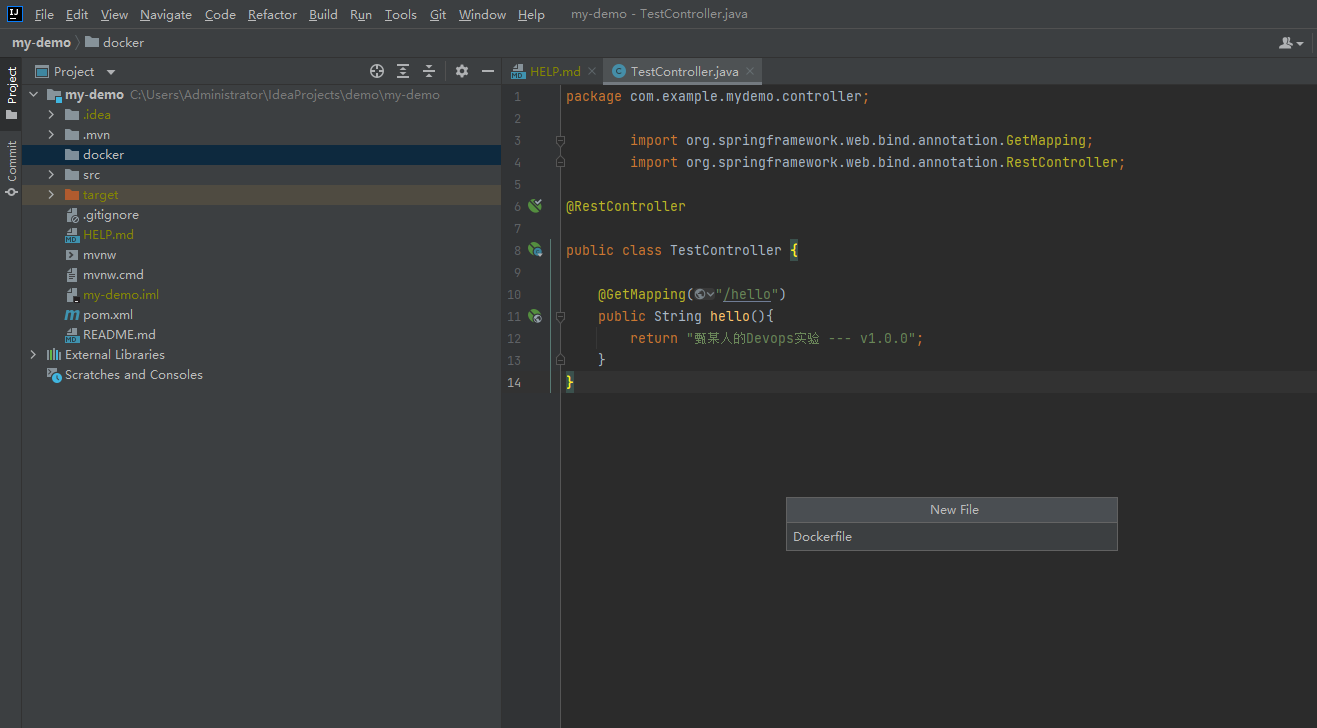 File Edit View Navigate Code Refactor Build Run Tools Git Window Help my-demo - TestController.java
my-demo docker
Project
Commit
Project
my-demo C:\Users\Administrator\IdeaProjects\demo\my-demo
.idea
.mvn
docker
src
target
.gitignore
HELP.md
mvnw
mvnw.cmd
my-demo.iml
pom.xml
README.md
External Libraries
Scratches and Consoles
HELP.md TestController.java
1 package com.example.mydemo.controller;
2
3 import org.springframework.web.bind.annotation.GetMapping;
4 import org.springframework.web.bind.annotation.RestController;
5
6 @RestController
7
8 public class TestController {
9
10 @GetMapping("/hello")
11 public String hello(){
12 return "甄某人的Devops实验 --- v1.0.0";
13 }
14 }
New File
Dockerfile